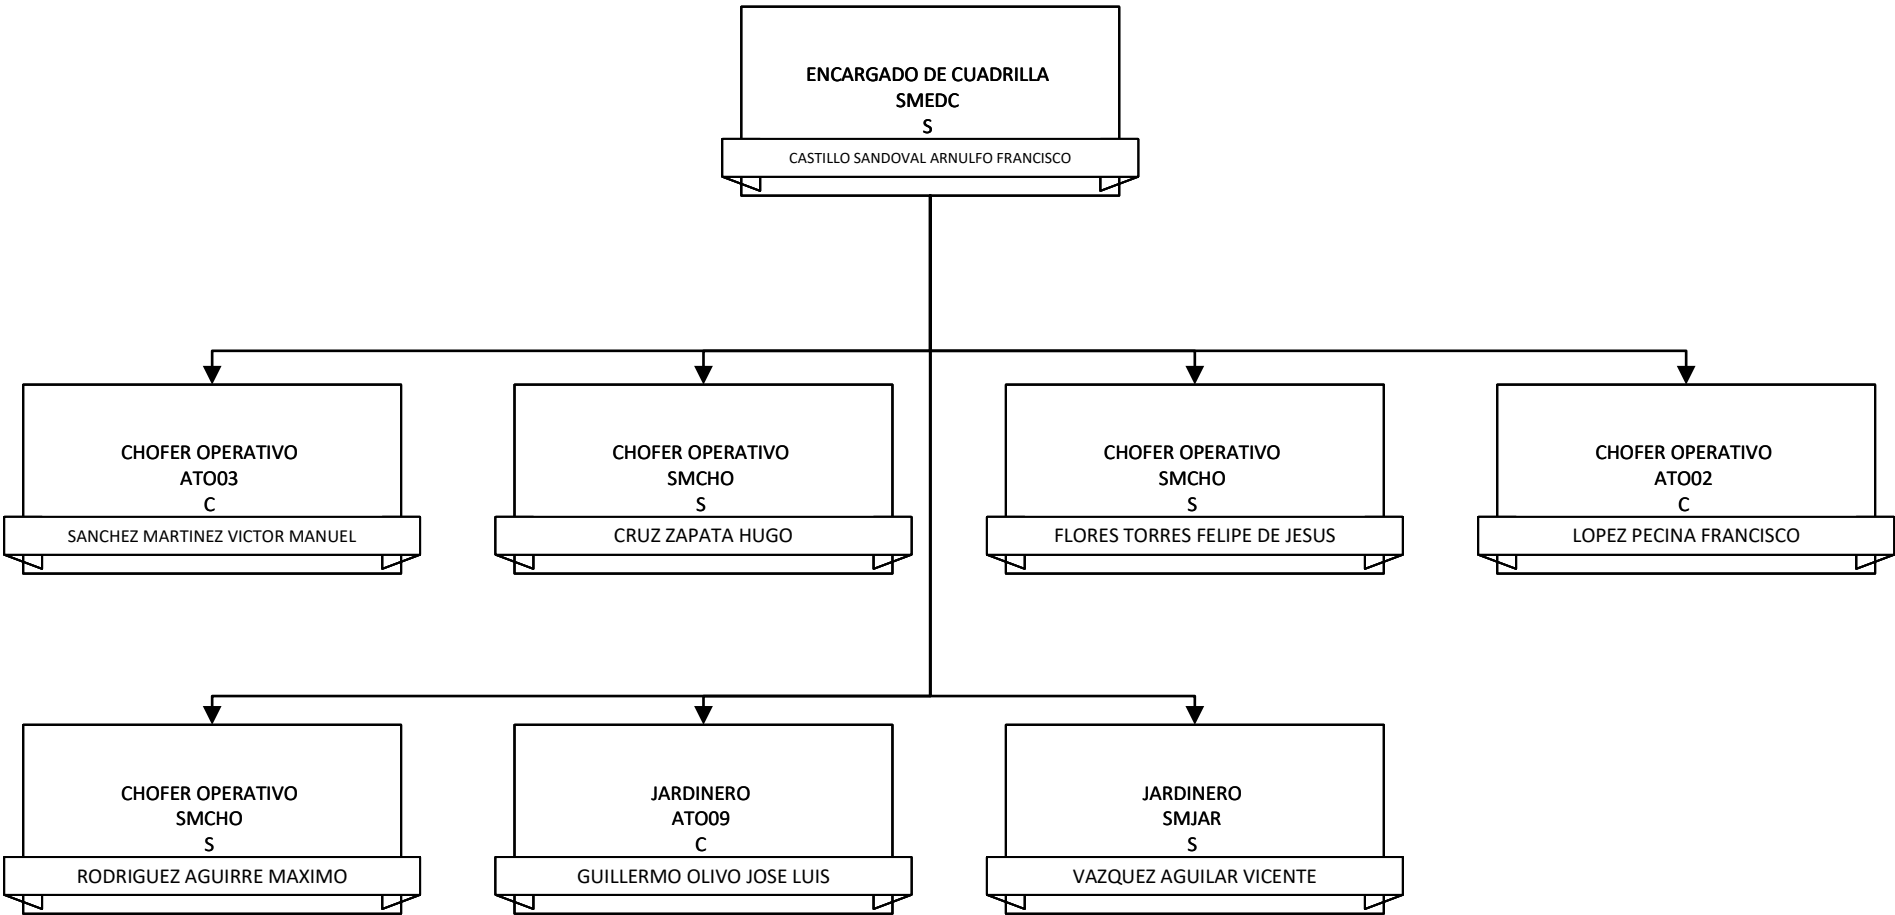 ENCARGADO DE CUADRILLA
SMEDC
S
CASTILLO SANDOVAL ARNULFO FRANCISCO
CHOFER OPERATIVO
ATO03
C
SANCHEZ MARTINEZ VICTOR MANUEL
CHOFER OPERATIVO
SMCHO
S
CRUZ ZAPATA HUGO
CHOFER OPERATIVO
SMCHO
S
FLORES TORRES FELIPE DE JESUS
CHOFER OPERATIVO
ATO02
C
LOPEZ PECINA FRANCISCO
CHOFER OPERATIVO
SMCHO
S
RODRIGUEZ AGUIRRE MAXIMO
JARDINERO
ATO09
C
GUILLERMO OLIVO JOSE LUIS
JARDINERO
SMJAR
S
VAZQUEZ AGUILAR VICENTE